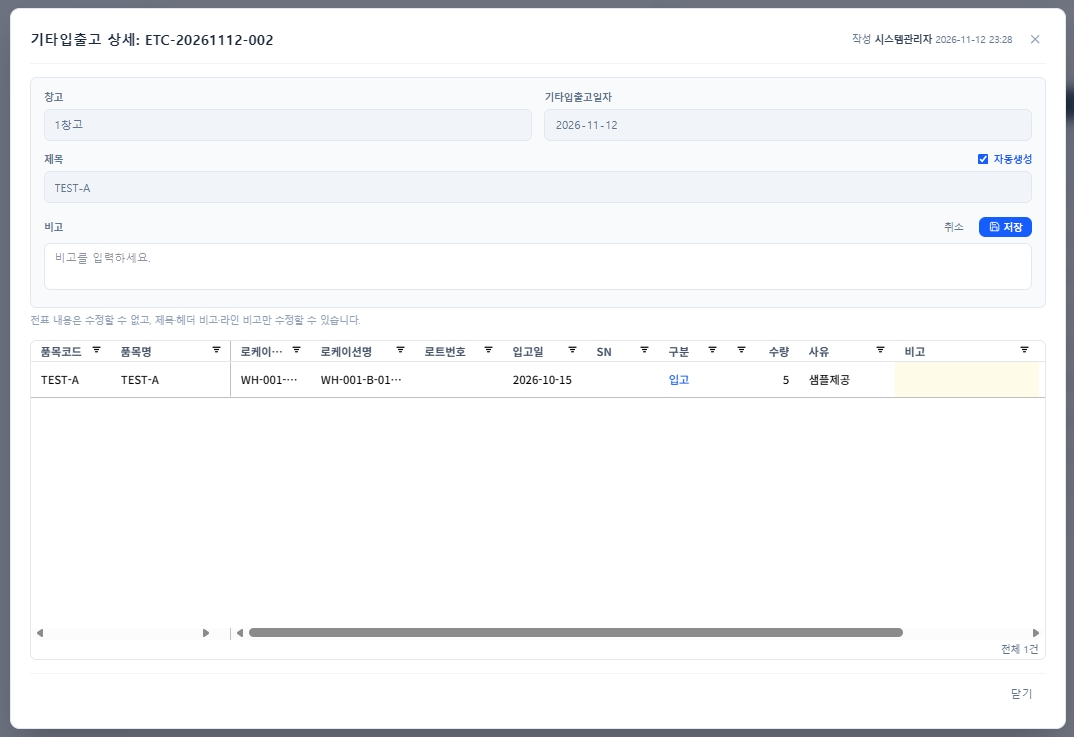 기타입출고 상세: ETC-20261112-002
작성 시스템관리자 2026-11-12 23:28
창고
기타입출고일자
1창고
2026-11-12
제목
자동생성
TEST-A
비고
취소
저장
비고를 입력하세요.
전표 내용은 수정할 수 없고, 제목·헤더 비고·라인 비고만 수정할 수 있습니다.
품목코드 품목명 로케이··· 로케이션명 로트번호 입고일 SN 구분 수량 사유 비고
TEST-A TEST-A WH-001-··· WH-001-B-01··· 2026-10-15 입고 5 샘플제공
전체 1건
닫기